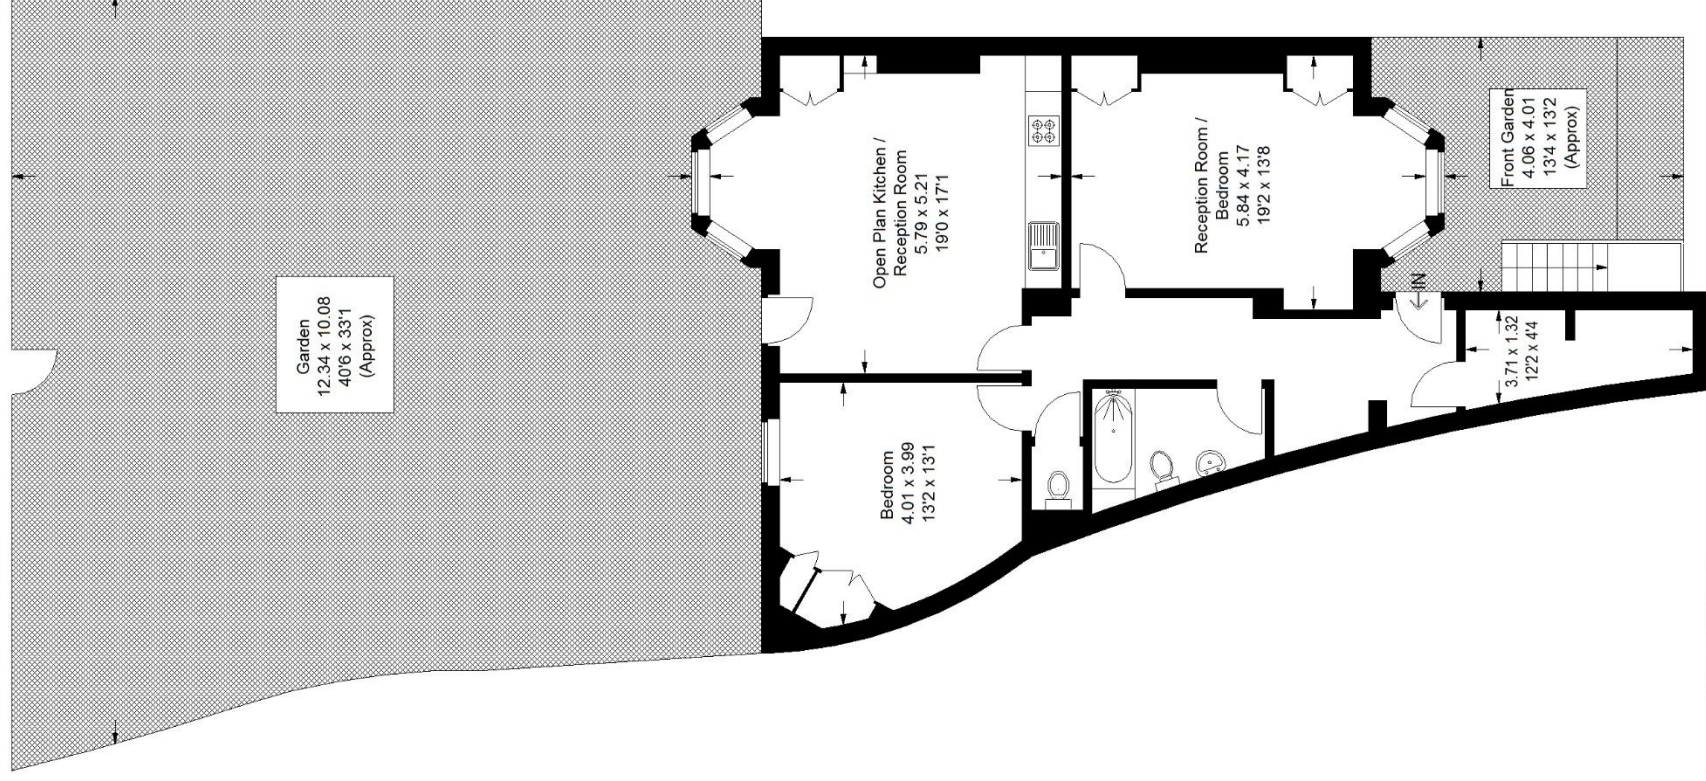 Garden
12.34 x 10.08
40'6 x 33'1
(Approx)
Open Plan Kitchen /
Reception Room
5.79 x 5.21
19'0 x 17'1
Bedroom
4.01 x 3.99
13'2 x 13'1
Reception Room /
Bedroom
5.84 x 4.17
19'2 x 13'8
Front Garden
4.06 x 4.01
13'4 x 13'2
(Approx)
IN
3.71 x 1.32
12'2 x 4'4